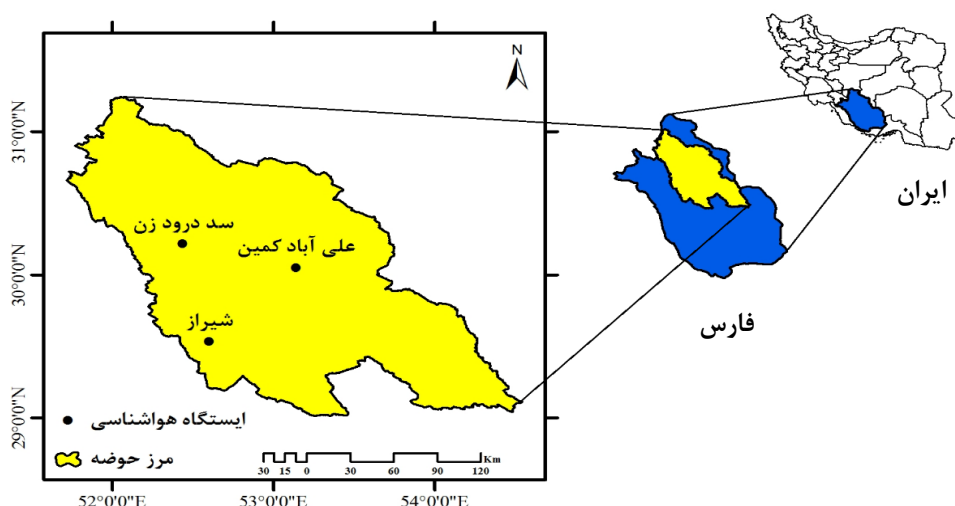 N
31°0'0"N
30°0'0"N
29°0'0"N
سد درود زن
علی آباد کمین
شیراز
ایستگاه هواشناسی
مرز حوضه
30 15 0 30 60 90 120 Km
52°0'0"E 53°0'0"E 54°0'0"E
ایران
فارس